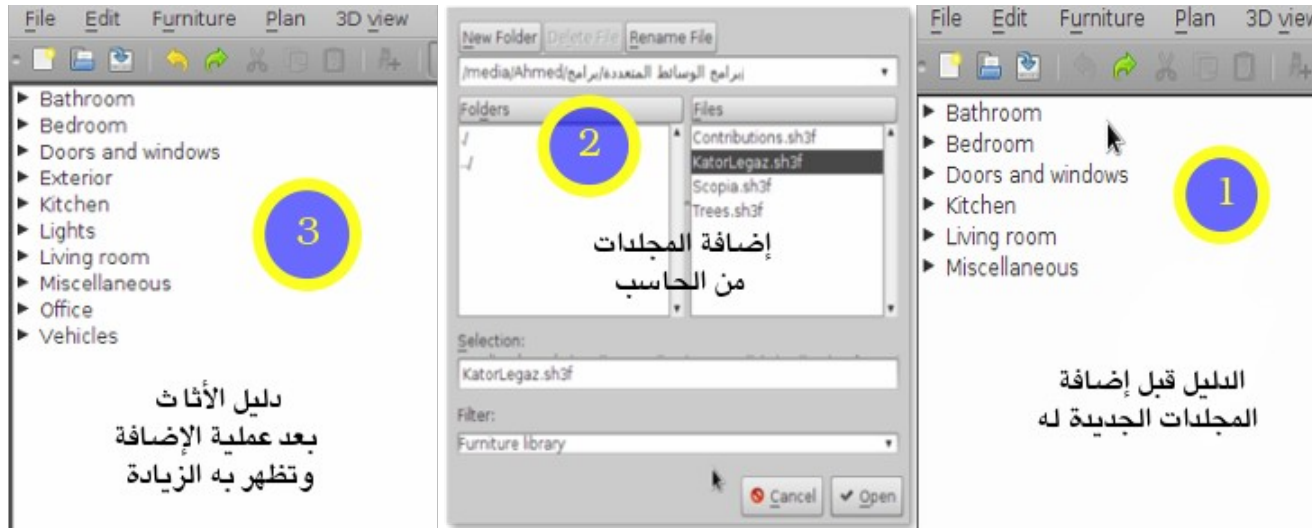 File Edit Furniture Plan 3D view
Bathroom
Bedroom
Doors and windows
Kitchen
Living room
Miscellaneous
1
الدليل قبل إضافة
المجلدات الجديدة له
New Folder Delete File Rename File
/media/Ahmed/برامج/برامج الوسائط المتعددة
Folders
./
../
Files
Contributions.sh3f
KatorLegaz.sh3f
Scopia.sh3f
Trees.sh3f
2
إضافة المجلدات
من الحاسب
Selection:
KatorLegaz.sh3f
Filter:
Furniture library
Cancel Open
File Edit Furniture Plan 3D view
Bathroom
Bedroom
Doors and windows
Exterior
Kitchen
Lights
Living room
Miscellaneous
Office
Vehicles
3
دليل الأثاث
بعد عملية الإضافة
وتظهر به الزيادة